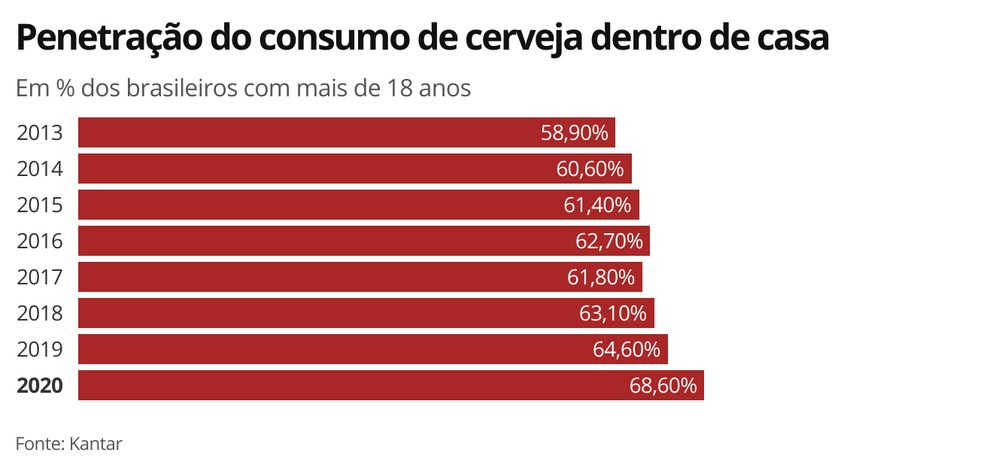 Penetração do consumo de cerveja dentro de casa
Em % dos brasileiros com mais de 18 anos
2013 58,90%
2014 60,60%
2015 61,40%
2016 62,70%
2017 61,80%
2018 63,10%
2019 64,60%
2020 68,60%
Fonte: Kantar